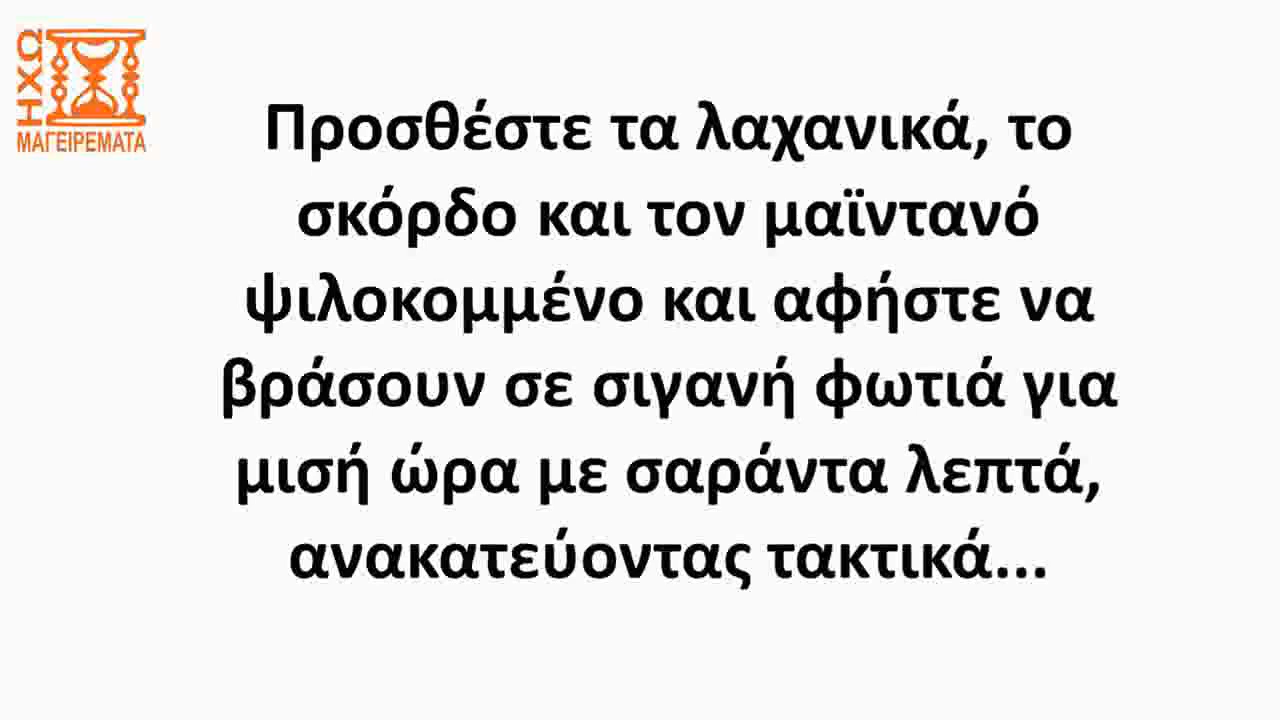 ΗΧΩ
ΜΑΓΕΙΡΕΜΑΤΑ
Προσθέστε τα λαχανικά, το
σκόρδο και τον μαϊντανό
ψιλοκομμένο και αφήστε να
βράσουν σε σιγανή φωτιά για
μισή ώρα με σαράντα λεπτά,
ανακατεύοντας τακτικά...